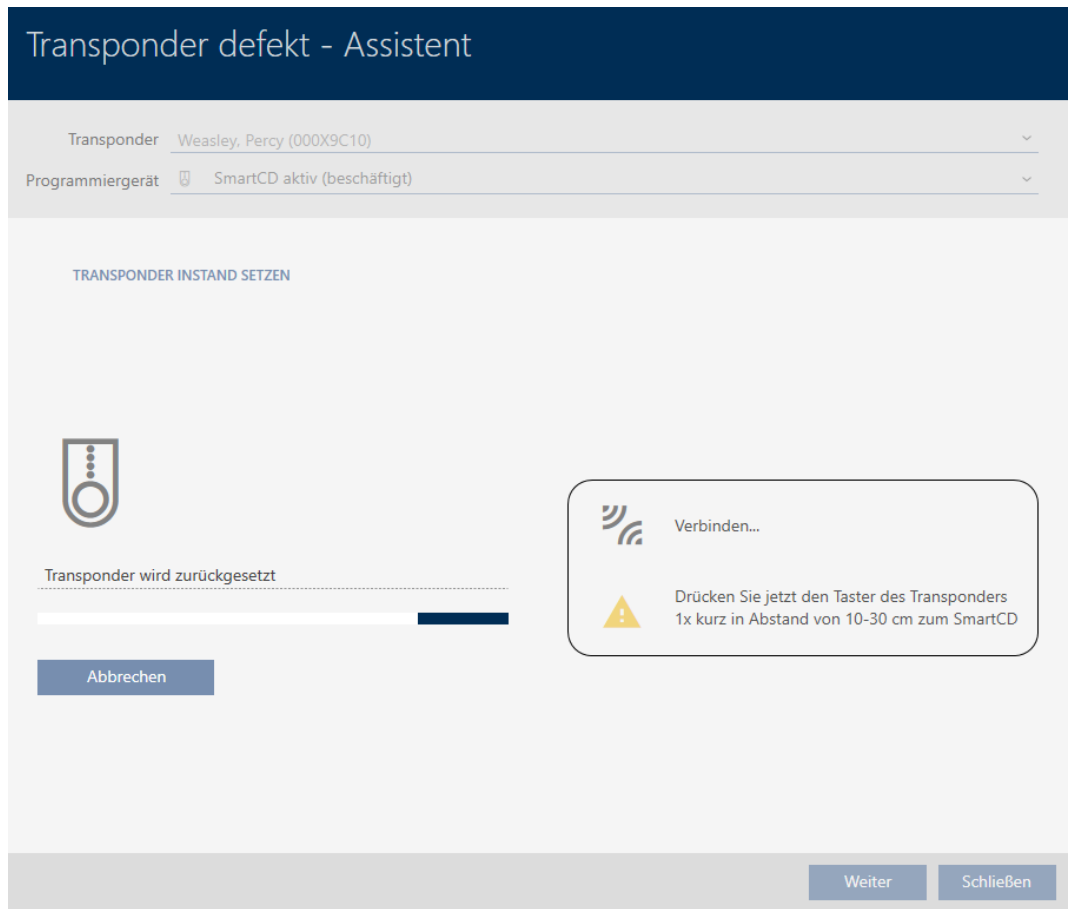 Transponder defekt - Assistent
Transponder Weasley, Percy (000X9C10)
Programmiergerät SmartCD aktiv (beschäftigt)
TRANSPONDER INSTAND SETZEN
Verbinden...
Transponder wird zurückgesetzt
Drücken Sie jetzt den Taster des Transponders
1x kurz in Abstand von 10-30 cm zum SmartCD
Abbrechen
Weiter Schließen